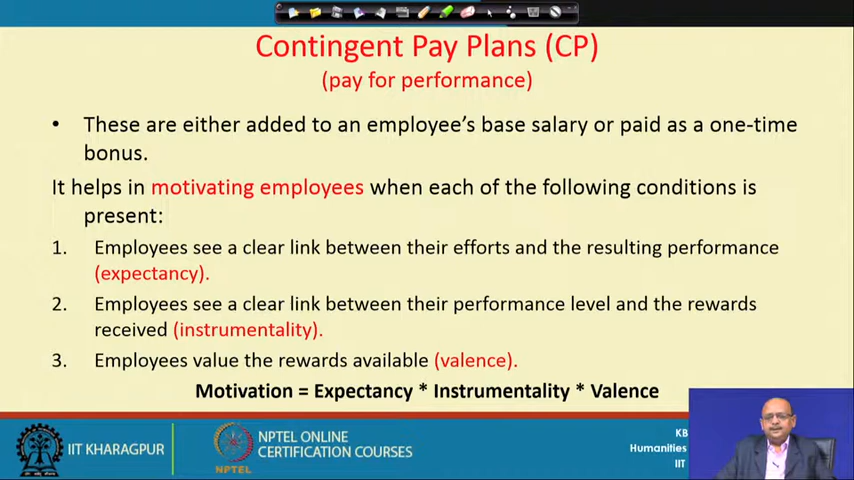 Contingent Pay Plans (CP)
(pay for performance)
• These are either added to an employee's base salary or paid as a one-time
bonus.
It helps in motivating employees when each of the following conditions is
present:
1. Employees see a clear link between their efforts and the resulting performance
(expectancy).
2. Employees see a clear link between their performance level and the rewards
received (instrumentality).
3. Employees value the rewards available (valence).
Motivation = Expectancy * Instrumentality * Valence
IIT KHARAGPUR
NPTEL
NPTEL ONLINE
CERTIFICATION COURSES
KB
Humanities
IIT